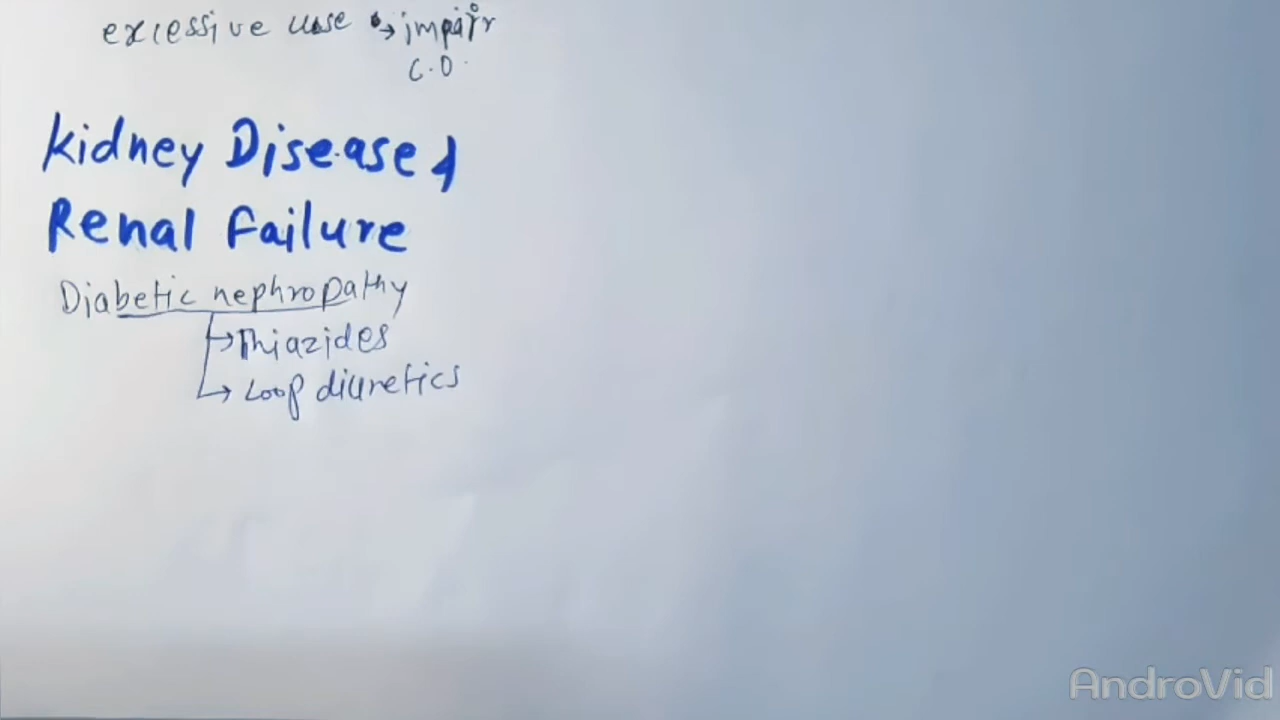 excessive use → impair
C.O.
Kidney Disease &
Renal Failure
Diabetic nephropathy
→ Thiazides
→ Loop diuretics
AndroVid